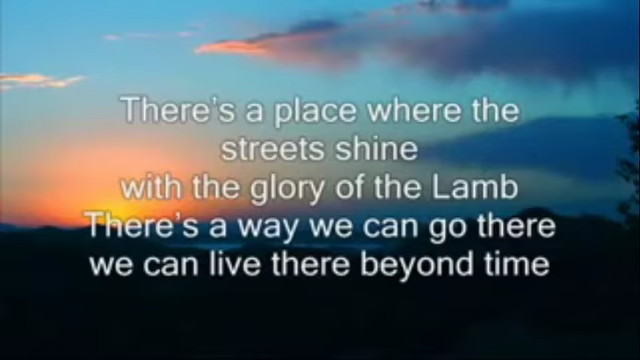 There's a place where the
streets shine
with the glory of the Lamb
There's a way we can go there
we can live there beyond time